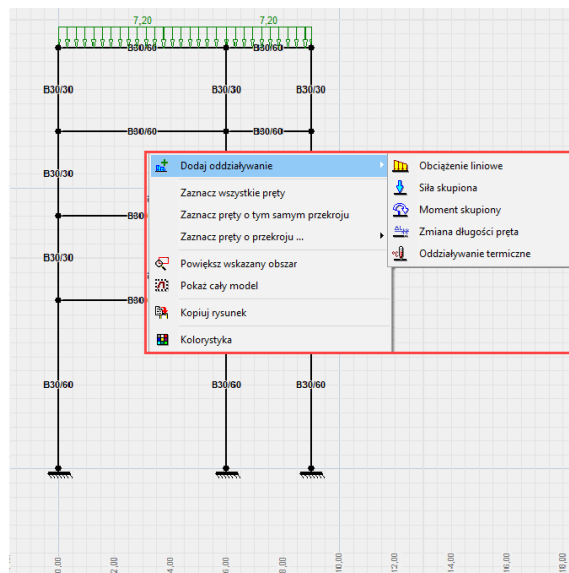 7,20 7,20
B30/60 B30/60
B30/30 B30/30 B30/30
B30/60 B30/60
Dodaj oddziaływanie
Obciążenie liniowe
B30/30
Siła skupiona
Zaznacz wszystkie pręty
Zaznacz pręty o tym samym przekroju
Moment skupiony
Zaznacz pręty o przekroju ...
Zmiana długości pręta
Oddziaływanie termiczne
B30/30
Powiększ wskazany obszar
Pokaż cały model
Kopiuj rysunek
Kolorystyka
B30/60 B30/60 B30/60
0,00 2,00 4,00 6,00 8,00 10,00 12,00 14,00 16,00 18,00